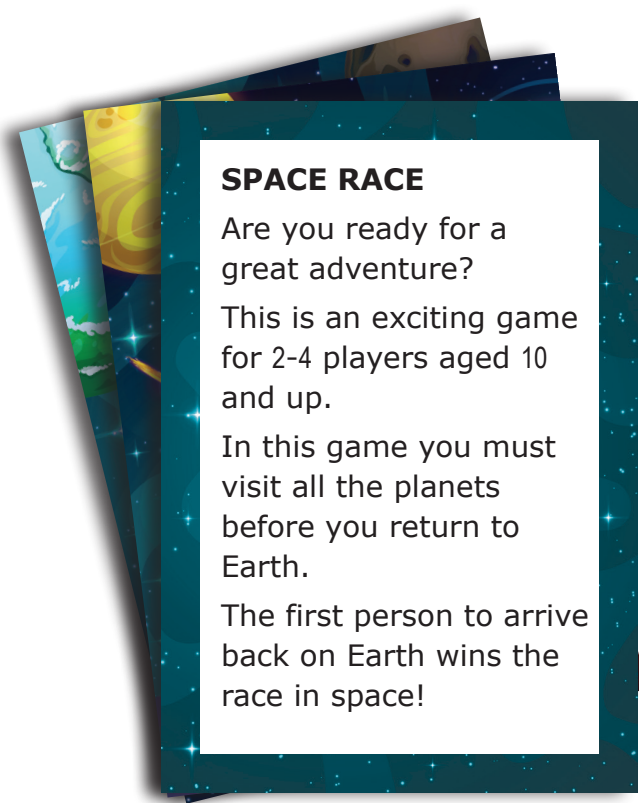 SPACE RACE
Are you ready for a
great adventure?
This is an exciting game
for 2-4 players aged 10
and up.
In this game you must
visit all the planets
before you return to
Earth.
The first person to arrive
back on Earth wins the
race in space!